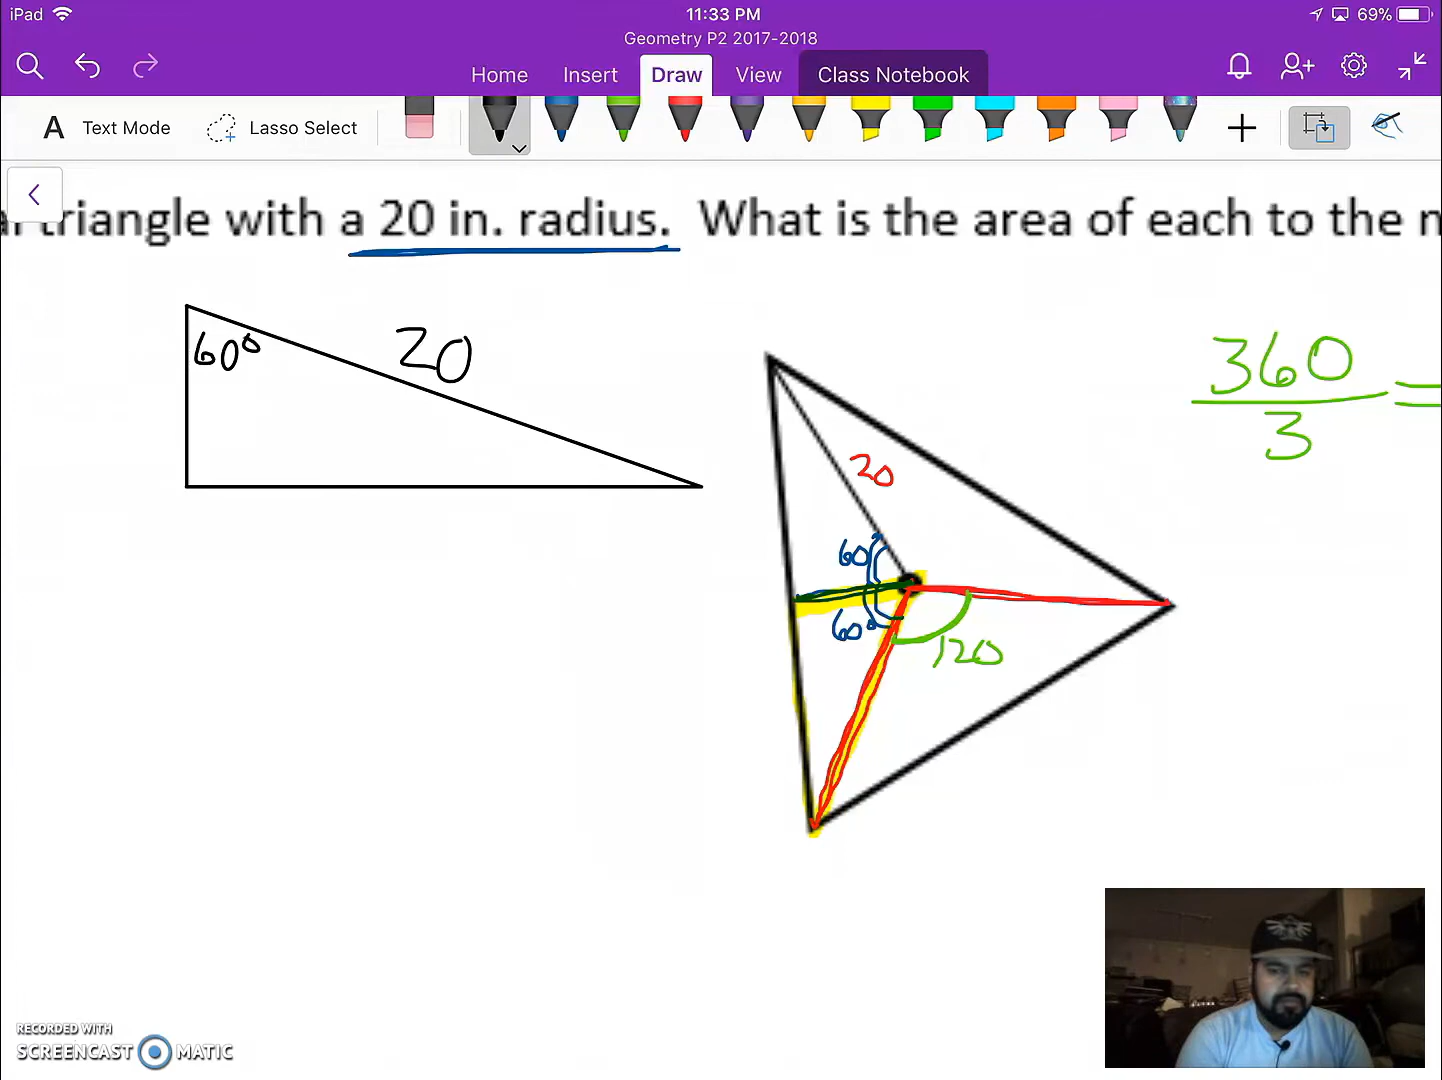 iPad 11:33 PM 69%
Geometry P2 2017-2018
Home Insert Draw View Class Notebook
A Text Mode Lasso Select
triangle with a 20 in. radius. What is the area of each to the
60° 20
360
3
=
20
60
60°
120
RECORDED WITH
SCREENCAST MATIC